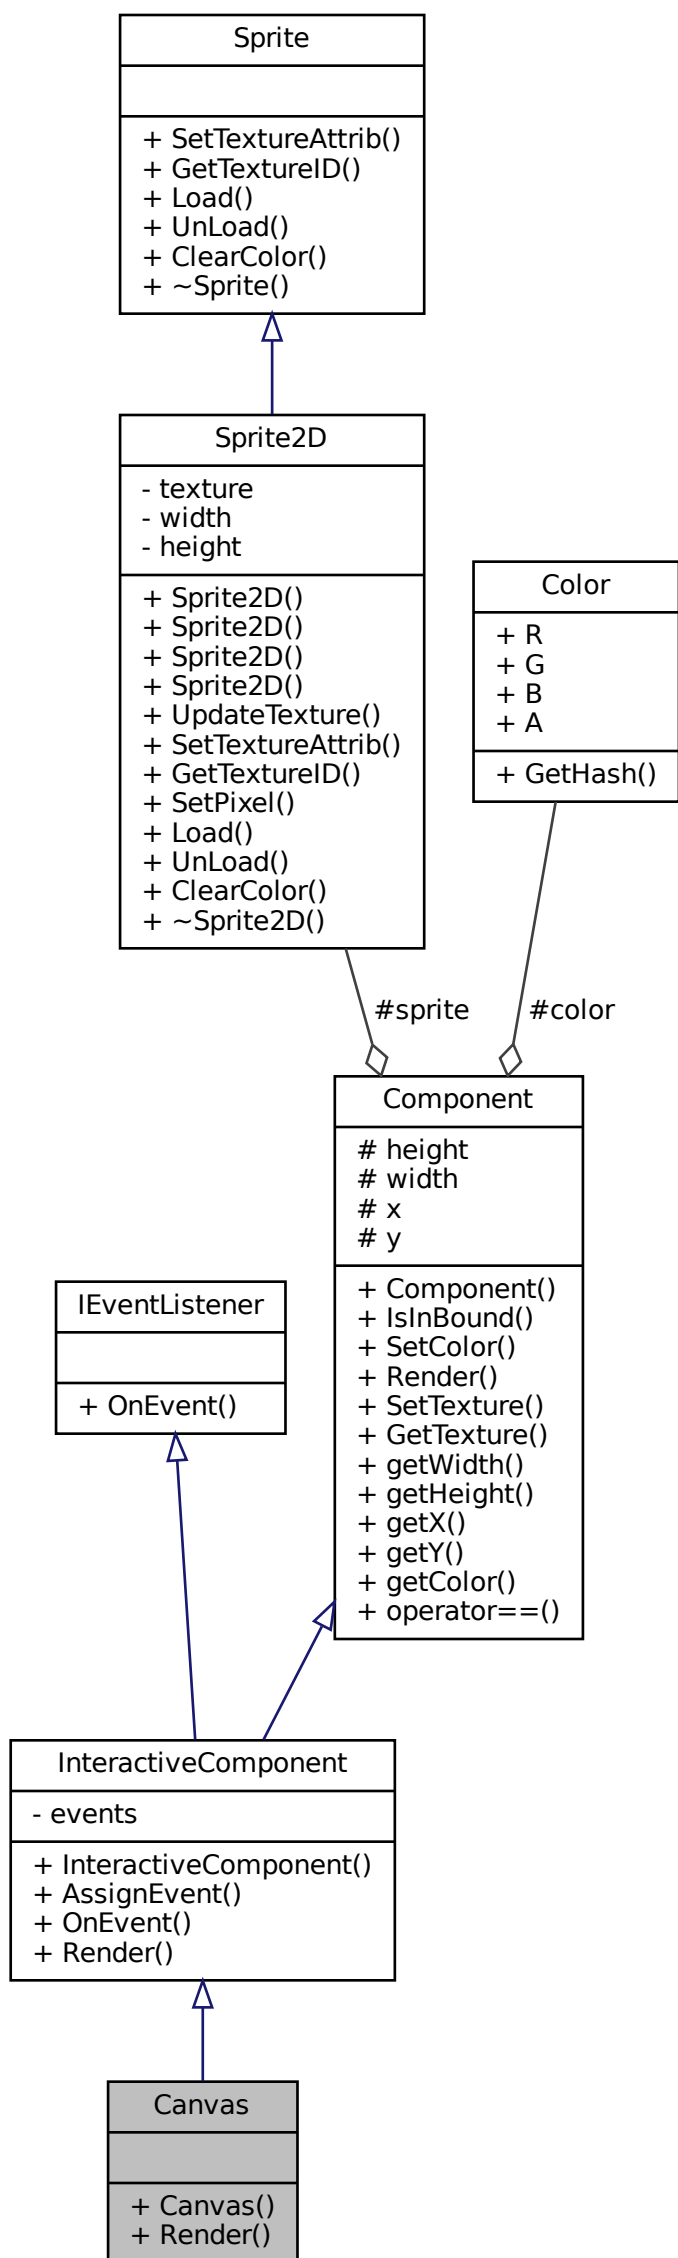 Sprite
+ SetTextureAttrib()
+ GetTextureID()
+ Load()
+ UnLoad()
+ ClearColor()
+ ~Sprite()
Sprite2D
- texture
- width
- height
+ Sprite2D()
+ Sprite2D()
+ Sprite2D()
+ Sprite2D()
+ UpdateTexture()
+ SetTextureAttrib()
+ GetTextureID()
+ SetPixel()
+ Load()
+ UnLoad()
+ ClearColor()
+ ~Sprite2D()
Color
+ R
+ G
+ B
+ A
+ GetHash()
#sprite
#color
Component
# height
# width
# x
# y
+ Component()
+ IsInBound()
+ SetColor()
+ Render()
+ SetTexture()
+ GetTexture()
+ getWidth()
+ getHeight()
+ getX()
+ getY()
+ getColor()
+ operator==()
IEventListener
+ OnEvent()
InteractiveComponent
- events
+ InteractiveComponent()
+ AssignEvent()
+ OnEvent()
+ Render()
Canvas
+ Canvas()
+ Render()